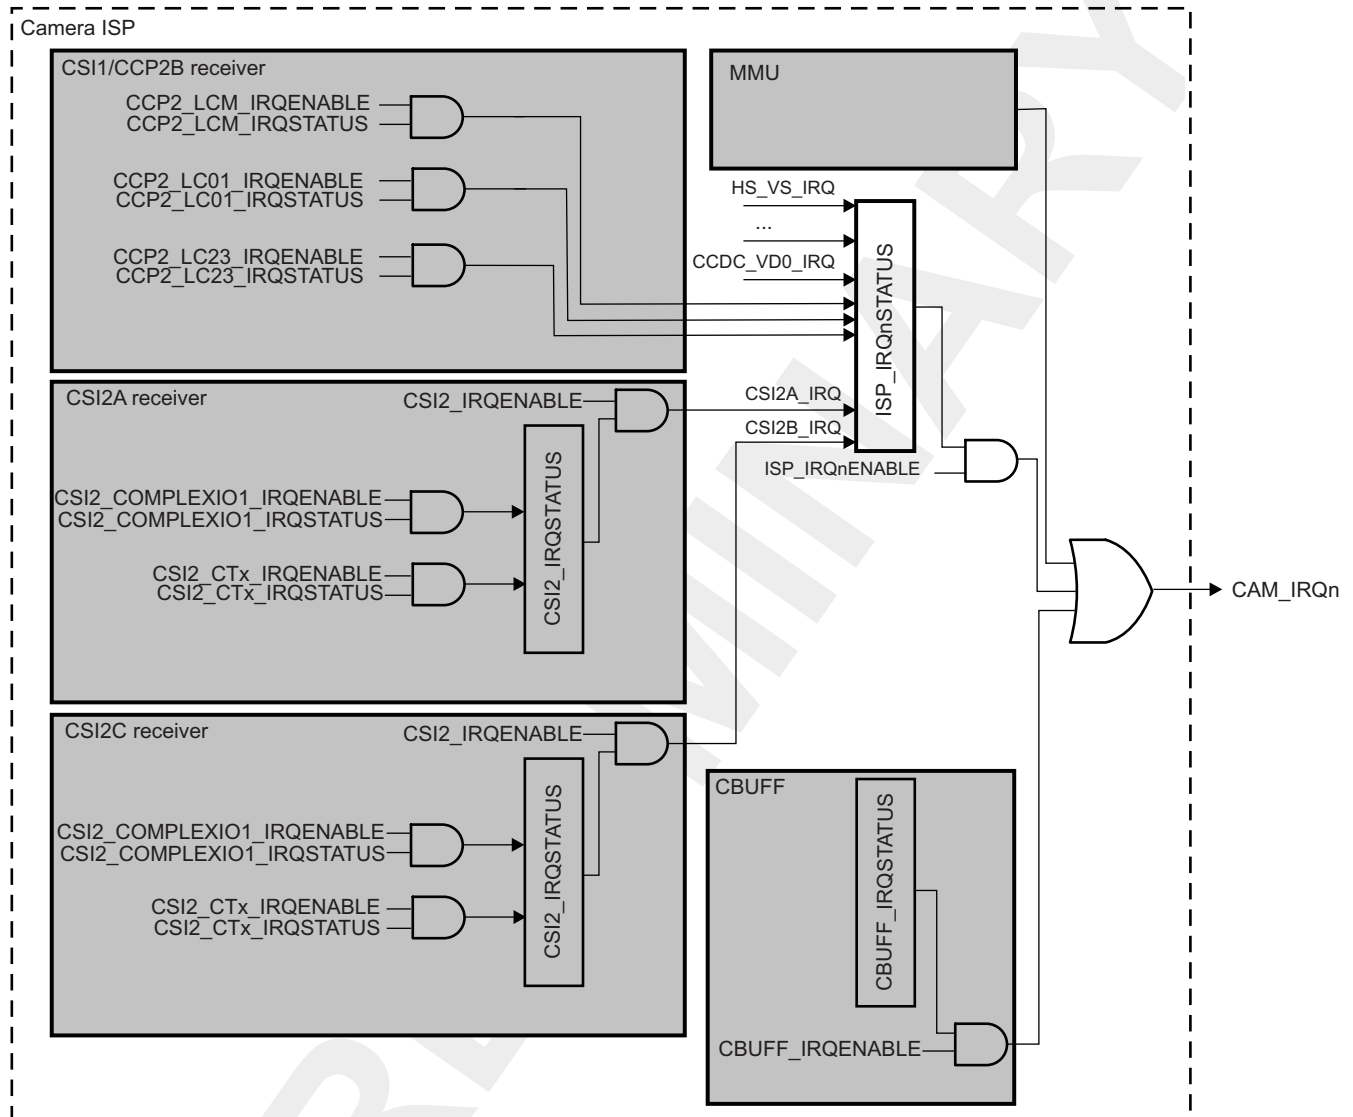 Camera ISP
CSI1/CCP2B receiver
CCP2_LCM_IRQENABLE
CCP2_LCM_IRQSTATUS
CCP2_LC01_IRQENABLE
CCP2_LC01_IRQSTATUS
CCP2_LC23_IRQENABLE
CCP2_LC23_IRQSTATUS
MMU
HS_VS_IRQ
...
CCDC_VD0_IRQ
ISP_IRQnSTATUS
CSI2A_IRQ
CSI2B_IRQ
ISP_IRQnENABLE
CSI2A receiver
CSI2_IRQENABLE
CSI2_COMPLEXIO1_IRQENABLE
CSI2_COMPLEXIO1_IRQSTATUS
CSI2_CTx_IRQENABLE
CSI2_CTx_IRQSTATUS
CSI2_IRQSTATUS
CAM_IRQn
CSI2C receiver
CSI2_IRQENABLE
CSI2_COMPLEXIO1_IRQENABLE
CSI2_COMPLEXIO1_IRQSTATUS
CSI2_CTx_IRQENABLE
CSI2_CTx_IRQSTATUS
CSI2_IRQSTATUS
CBUFF
CBUFF_IRQSTATUS
CBUFF_IRQENABLE